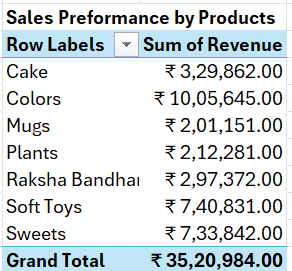 Sales Preformance by Products
Row Labels Sum of Revenue
Cake ₹ 3,29,862.00
Colors ₹ 10,05,645.00
Mugs ₹ 2,01,151.00
Plants ₹ 2,12,281.00
Raksha Bandhar ₹ 2,97,372.00
Soft Toys ₹ 7,40,831.00
Sweets ₹ 7,33,842.00
Grand Total ₹ 35,20,984.00